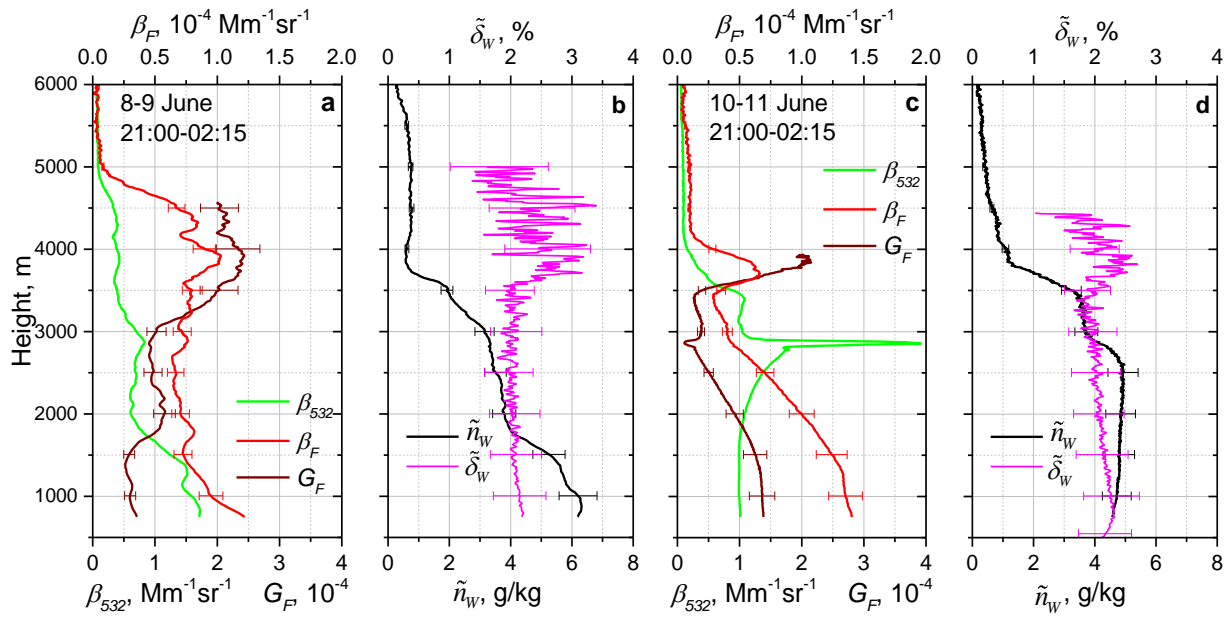 β_F, 10⁻⁴ Mm⁻¹sr⁻¹
δ̃_W, %
β_F, 10⁻⁴ Mm⁻¹sr⁻¹
δ̃_W, %
0.0 0.5 1.0 1.5 2.0
0 1 2 3 4
0.0 0.5 1.0 1.5 2.0
0 1 2 3 4
8-9 June
21:00-02:15
a
b
10-11 June
21:00-02:15
c
d
6000
5000
4000
3000
2000
1000
Height, m
β₅₃₂
β_F
G_F
ñ_W
δ̃_W
β₅₃₂
β_F
G_F
ñ_W
δ̃_W
0 1 2 3 4
0 2 4 6 8
0 1 2 3 4
0 2 4 6 8
β₅₃₂, Mm⁻¹sr⁻¹ G_F, 10⁻⁴
ñ_W, g/kg
β₅₃₂, Mm⁻¹sr⁻¹ G_F, 10⁻⁴
ñ_W, g/kg